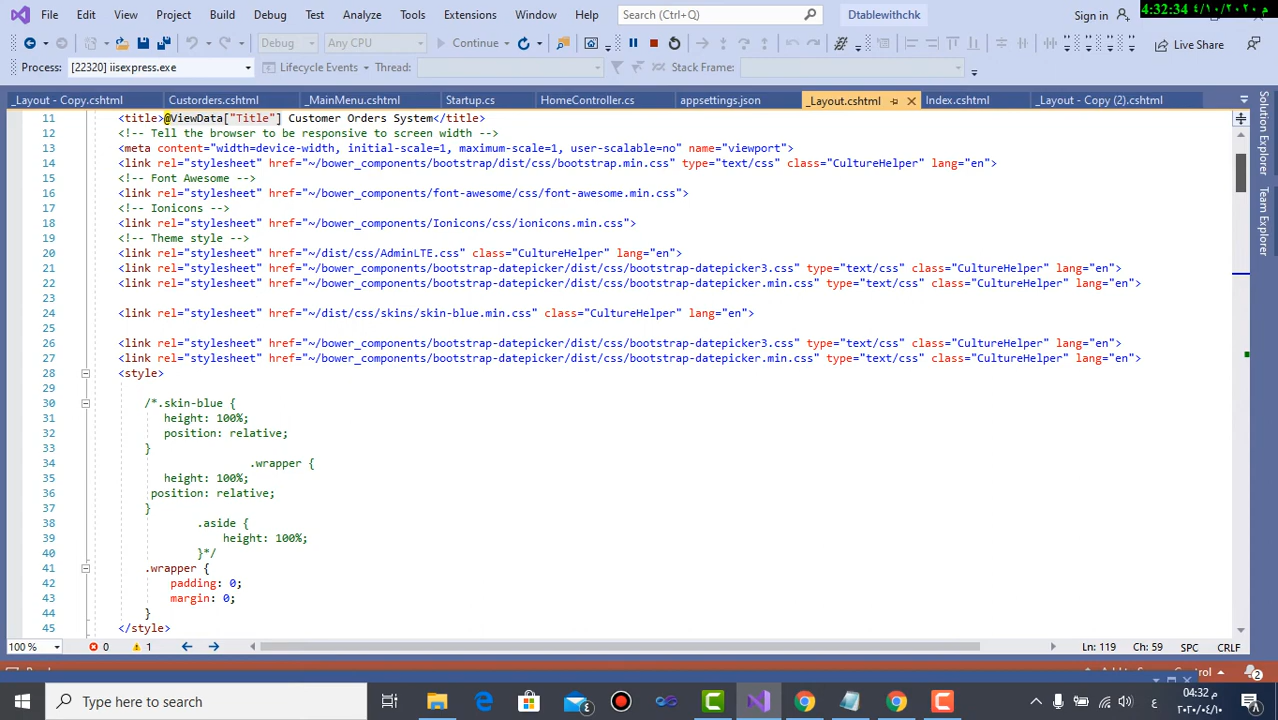 م 4:32:34 ٤/١٠/٢٠٢٠
File Edit View Project Build Debug Test Analyze Tools Extensions Window Help Search (Ctrl+Q) Dtablewithchk Sign in
Debug Any CPU Continue Live Share
Process: [22320] iisexpress.exe Lifecycle Events Thread: Stack Frame:
_Layout - Copy.cshtml Custorders.cshtml _MainMenu.cshtml Startup.cs HomeController.cs appsettings.json _Layout.cshtml Index.cshtml _Layout - Copy (2).cshtml
Solution Explorer
Team Explorer
11 <title>@ViewData["Title"] Customer Orders System</title>
12 <!-- Tell the browser to be responsive to screen width -->
13 <meta content="width=device-width, initial-scale=1, maximum-scale=1, user-scalable=no" name="viewport">
14 <link rel="stylesheet" href="~/bower_components/bootstrap/dist/css/bootstrap.min.css" type="text/css" class="CultureHelper" lang="en">
15 <!-- Font Awesome -->
16 <link rel="stylesheet" href="~/bower_components/font-awesome/css/font-awesome.min.css">
17 <!-- Ionicons -->
18 <link rel="stylesheet" href="~/bower_components/Ionicons/css/ionicons.min.css">
19 <!-- Theme style -->
20 <link rel="stylesheet" href="~/dist/css/AdminLTE.css" class="CultureHelper" lang="en">
21 <link rel="stylesheet" href="~/bower_components/bootstrap-datepicker/dist/css/bootstrap-datepicker3.css" type="text/css" class="CultureHelper" lang="en">
22 <link rel="stylesheet" href="~/bower_components/bootstrap-datepicker/dist/css/bootstrap-datepicker.min.css" type="text/css" class="CultureHelper" lang="en">
23
24 <link rel="stylesheet" href="~/dist/css/skins/skin-blue.min.css" class="CultureHelper" lang="en">
25
26 <link rel="stylesheet" href="~/bower_components/bootstrap-datepicker/dist/css/bootstrap-datepicker3.css" type="text/css" class="CultureHelper" lang="en">
27 <link rel="stylesheet" href="~/bower_components/bootstrap-datepicker/dist/css/bootstrap-datepicker.min.css" type="text/css" class="CultureHelper" lang="en">
28 <style>
29
30 /*.skin-blue {
31 height: 100%;
32 position: relative;
33 }
34 .wrapper {
35 height: 100%;
36 position: relative;
37 }
38 .aside {
39 height: 100%;
40 }*/
41 .wrapper {
42 padding: 0;
43 margin: 0;
44 }
45 </style>
100 % 0 1 Ln: 119 Ch: 59 SPC CRLF
2
Type here to search
ع
م 04:32
٢٠٢٠/٠٤/١٠